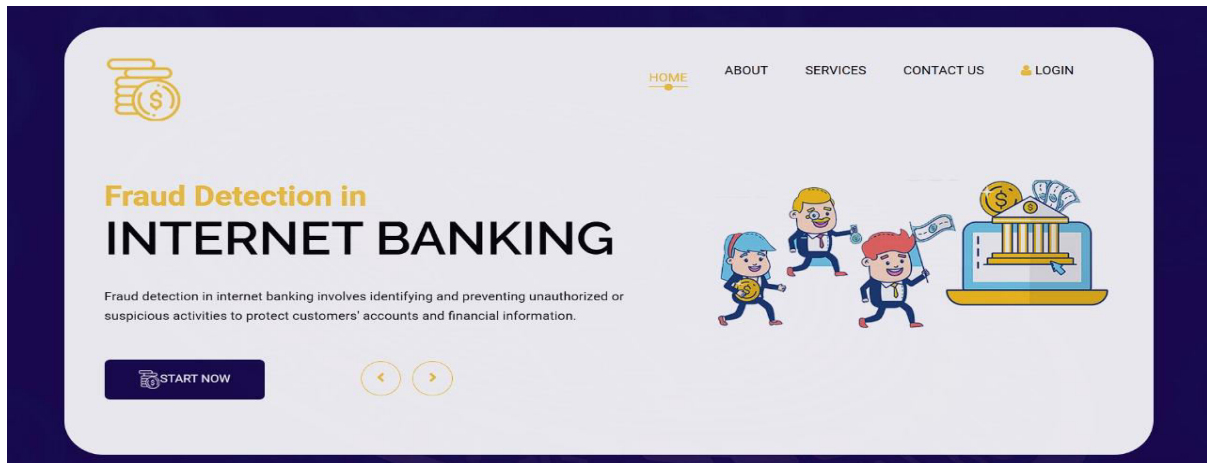 HOME ABOUT SERVICES CONTACT US LOGIN
Fraud Detection in
INTERNET BANKING
Fraud detection in internet banking involves identifying and preventing unauthorized or
suspicious activities to protect customers' accounts and financial information.
START NOW